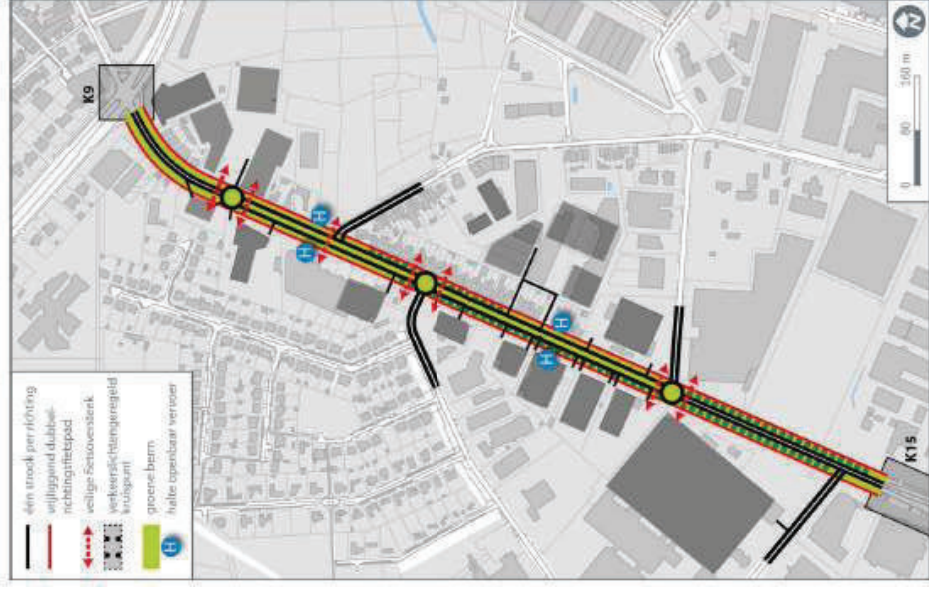 één strook per richting
vrijliggend dubbel-
richtingsfietspad
veilige fietsoversteek
verkeerslichtengeregeld
kruispunt
groene berm
halte openbaar vervoer
H
K9
H
H
H
H
K15
0
80
160 m
N